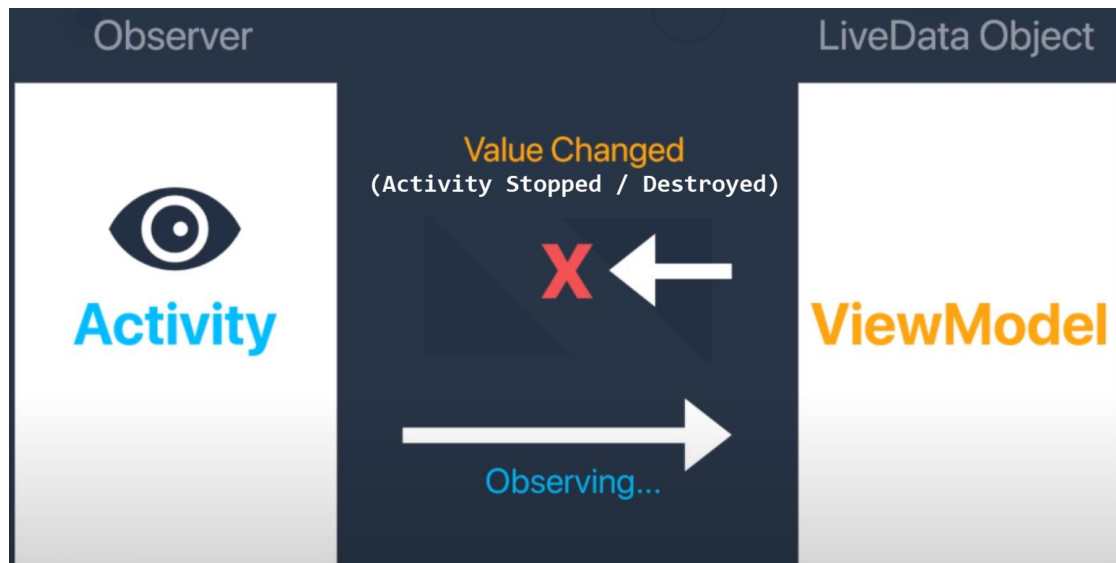 Observer
LiveData Object
Value Changed
(Activity Stopped / Destroyed)
X
Activity
ViewModel
Observing...